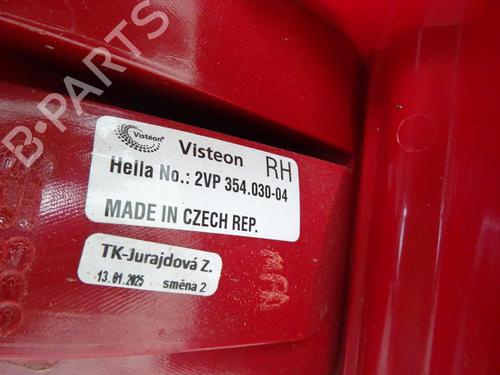 B-PARTS
Visteon Visteon RH
Hella No.: 2VP 354.030-04
MADE IN CZECH REP.
TK-Jurajdová Z.
13.01.2025 směna 2